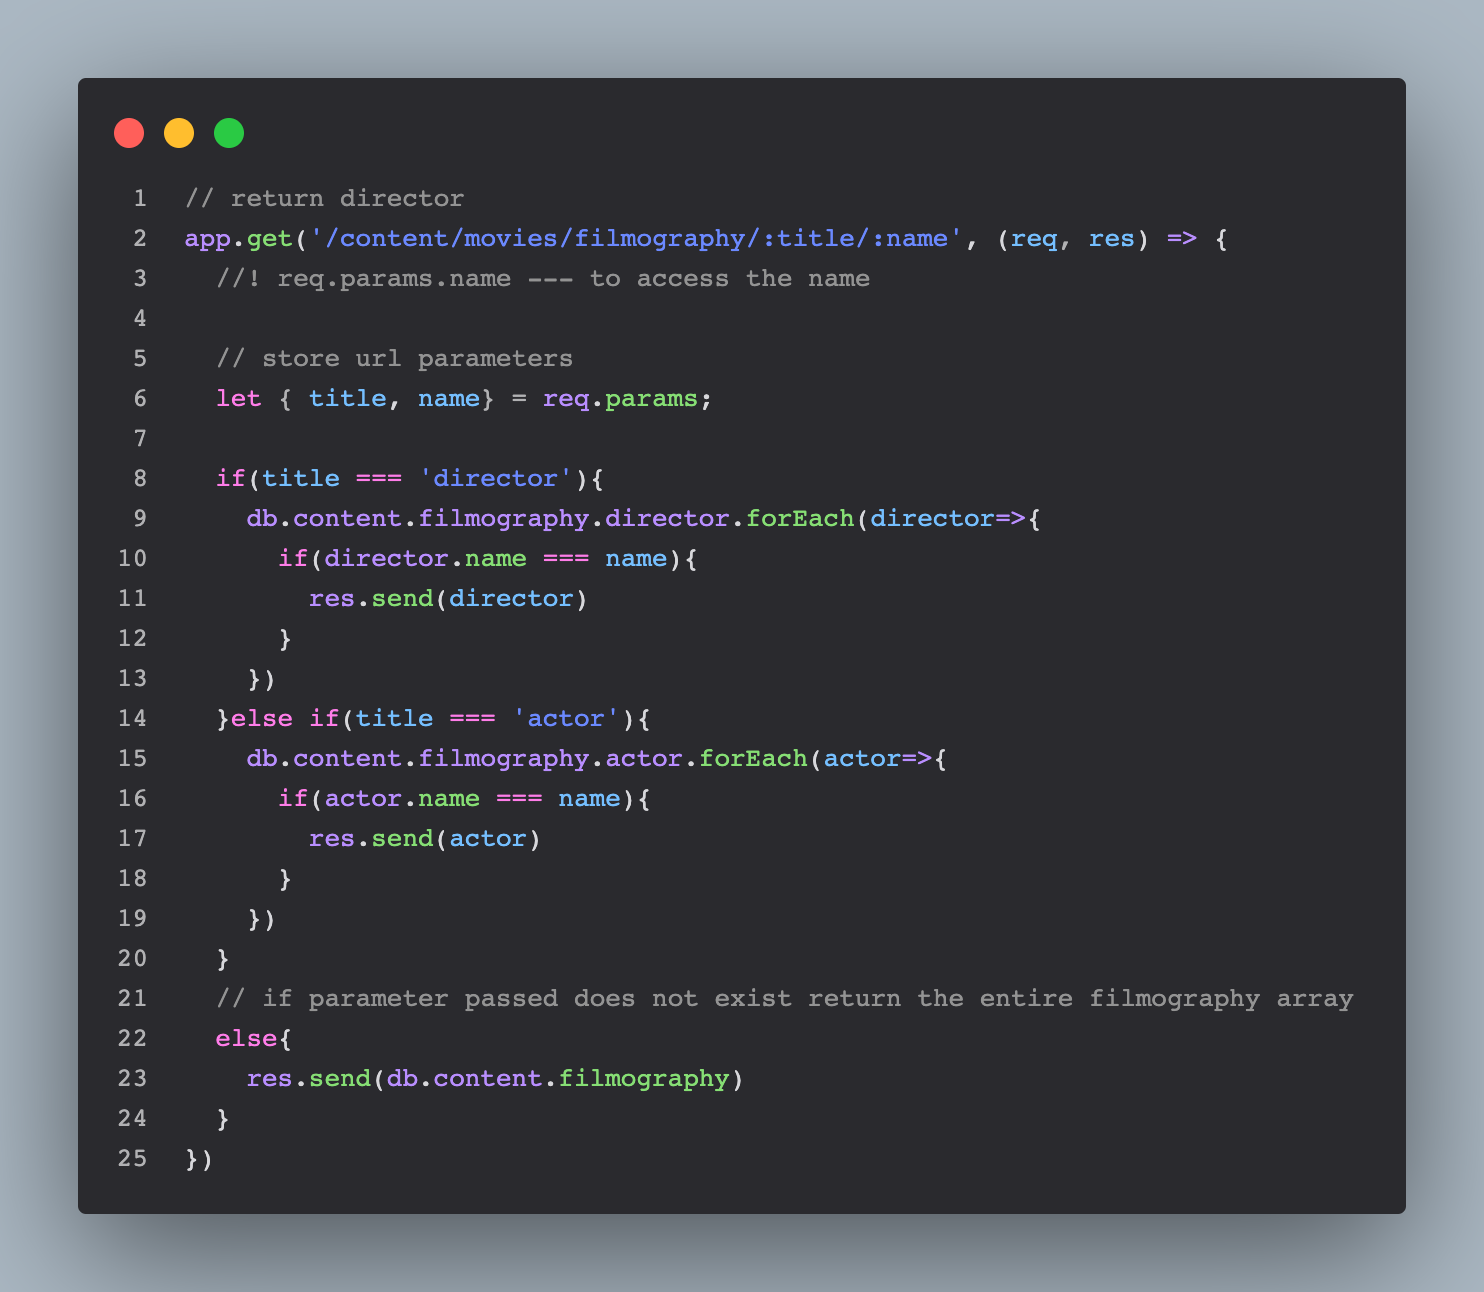 1 // return director
2 app.get('/content/movies/filmography/:title/:name', (req, res) => {
3   //! req.params.name --- to access the name
4
5   // store url parameters
6   let { title, name} = req.params;
7
8   if(title === 'director'){
9     db.content.filmography.director.forEach(director=>{
10       if(director.name === name){
11         res.send(director)
12       }
13     })
14   }else if(title === 'actor'){
15     db.content.filmography.actor.forEach(actor=>{
16       if(actor.name === name){
17         res.send(actor)
18       }
19     })
20   }
21   // if parameter passed does not exist return the entire filmography array
22   else{
23     res.send(db.content.filmography)
24   }
25 })